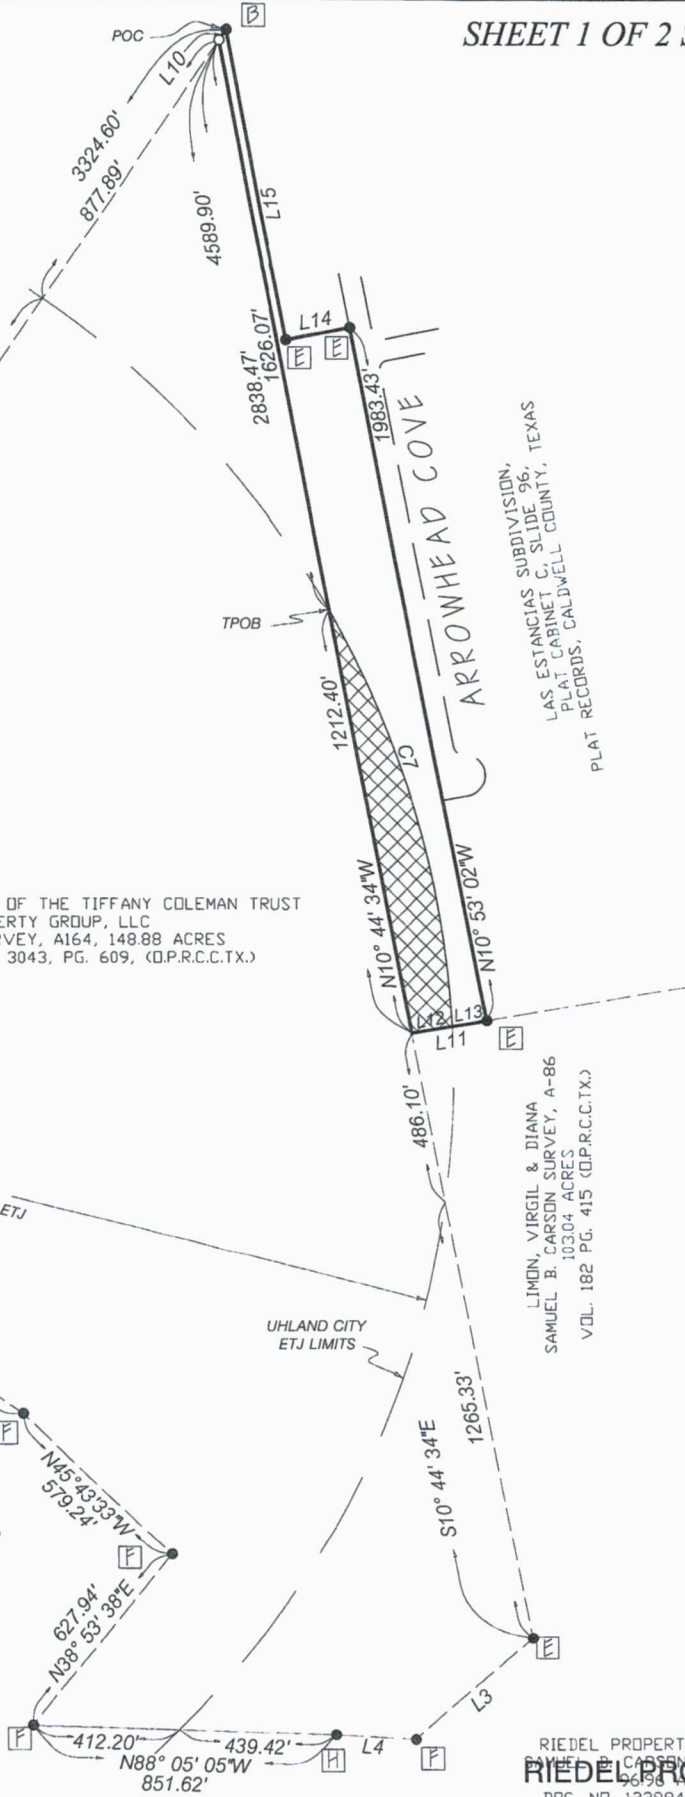 SHEET 1 OF 2
B
POC
L10
3324.60'
877.89'
4589.90'
L15
L14
E
E
1626.07'
2838.47'
1983.43'
ARROWHEAD COVE
LAS ESTANCIAS SUBDIVISION,
PLAT CABINET C, SLIDE 96,
PLAT RECORDS, CALDWELL COUNTY, TEXAS
TPOB
1212.40'
OF THE TIFFANY COLEMAN TRUST
ERTY GROUP, LLC
VEY, A164, 148.88 ACRES
3043, PG. 609, (O.P.R.C.C.TX.)
N10° 44' 34"W
N10° 53' 02"W
L12
L13
L11
E
486.10'
LIMON, VIRGIL & DIANA
SAMUEL B. CARSON SURVEY, A-86
103.04 ACRES
VOL. 182 PG. 415 (O.P.R.C.C.TX.)
ETJ
UHLAND CITY
ETJ LIMITS
1265.33'
S10° 44' 34"E
F
N45°43'33"W
579.24'
F
627.94'
N38° 53' 38"E
E
L3
F
412.20'
439.42'
N88° 05' 05"W
851.62'
H
L4
F
RIEDEL PROPERT
SAMUEL B. CARSON
RIEDEL PRO
96.96 A